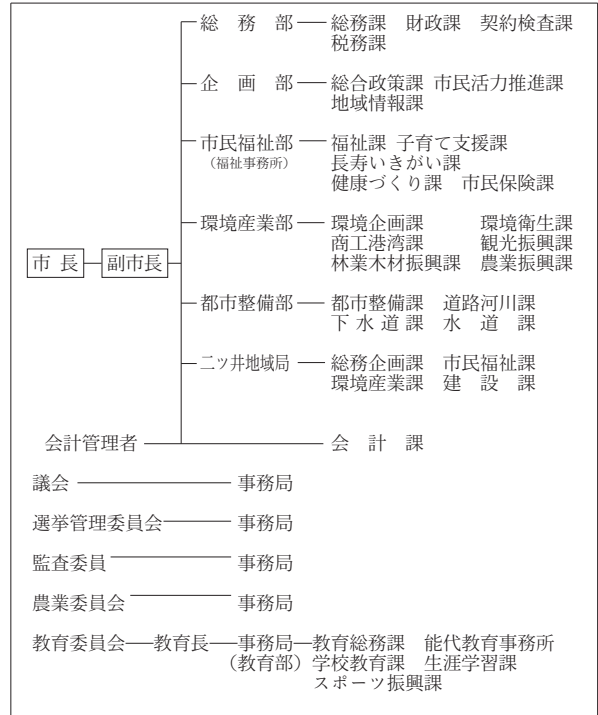 総務部 総務課 財政課 契約検査課
税務課
企画部 総合政策課 市民活力推進課
地域情報課
市民福祉部 福祉課 子育て支援課
（福祉事務所） 長寿いきがい課
健康づくり課 市民保険課
環境産業部 環境企画課 環境衛生課
商工港湾課 観光振興課
市長 副市長 林業木材振興課 農業振興課
都市整備部 都市整備課 道路河川課
下水道課 水道課
二ッ井地域局 総務企画課 市民福祉課
環境産業課 建設課
会計管理者 会計課
議会 事務局
選挙管理委員会 事務局
監査委員 事務局
農業委員会 事務局
教育委員会 教育長 事務局 教育総務課 能代教育事務所
（教育部）学校教育課 生涯学習課
スポーツ振興課